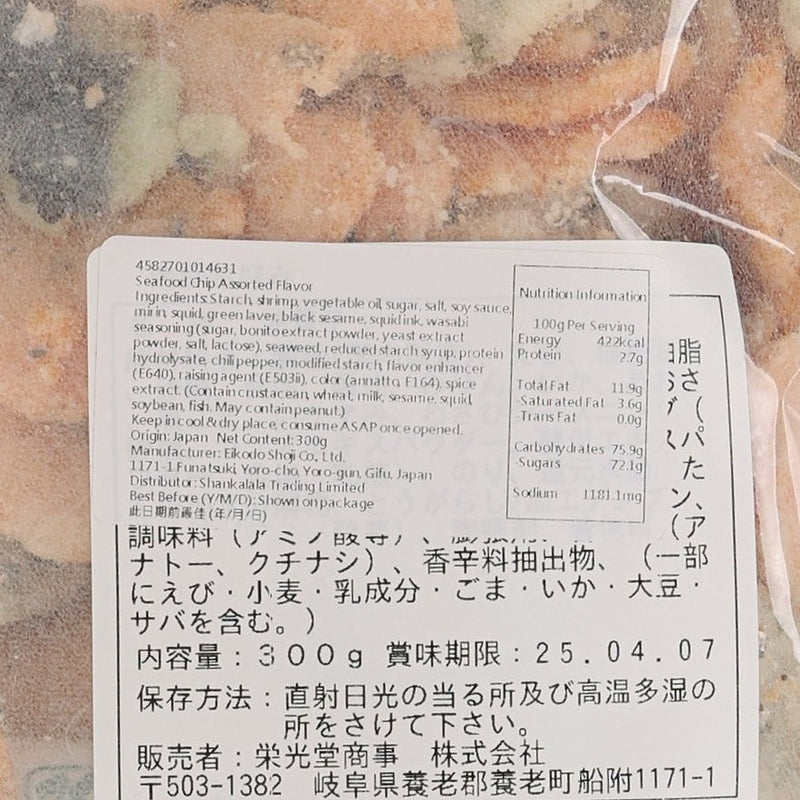 4582701014631
Seafood Chip Assorted Flavor
Ingredients: Starch, shrimp, vegetable oil, sugar, salt, soy sauce,
mirin, squid, green laver, black sesame, squid ink, wasabi
seasoning (sugar, bonito extract powder, yeast extract
powder, salt, lactose), seaweed, reduced starch syrup, protein
hydrolysate, chili pepper, modified starch, flavor enhancer
(E640), raising agent (E503ii), color (annatto, E164), spice
extract. (Contain crustacean, wheat, milk, sesame, squid,
soybean, fish. May contain peanut.)
Keep in cool & dry place, consume ASAP once opened.
Origin: Japan Net Content: 300g
Manufacturer: Eikodo Shoji Co., Ltd.
1171-1 Funatsuki, Yoro-cho, Yoro-gun, Gifu, Japan
Distributor: Shankalala Trading Limited
Best Before (Y/M/D): Shown on package
此日期前最佳 (年/月/日)
Nutrition Information
100g Per Serving
Energy 422kcal
Protein 2.7g
Total Fat 11.9g
-Saturated Fat 3.6g
-Trans Fat 0.0g
Carbohydrates 75.9g
-Sugars 72.1g
Sodium 1181.1mg
脂
さ(
パ
た
ン、
(ア
調味料(アミノ酸等)、
ナトー、クチナシ)、香辛料抽出物、(一部
にえび・小麦・乳成分・ごま・いか・大豆・
サバを含む。)
内容量:300g 賞味期限:25.04.07
保存方法:直射日光の当る所及び高温多湿の
所をさけて下さい。
販売者:栄光堂商事 株式会社
〒503-1382 岐阜県養老郡養老町船附1171-1